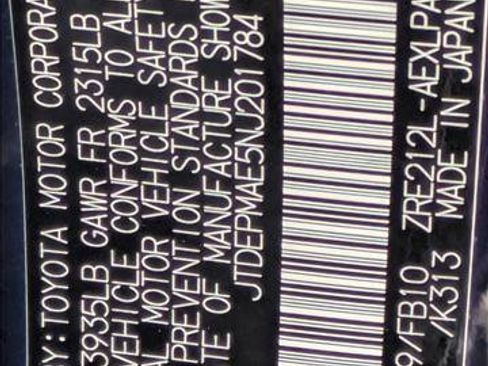 BY:TOYOTA MOTOR CORPORA
3935LB GAWR FR 2315LB
VEHICLE CONFORMS TO AL
AL MOTOR VEHICLE SAFETY
PREVENTION STANDARDS
TE OF MANUFACTURE SHOW
JTDEPMAE5NJ201784
9/FB10 ZRE212L-AEXLPA
/K313 MADE IN JAPAN